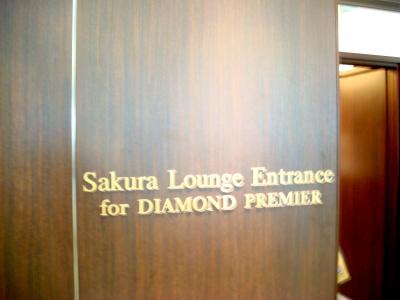 Sakura Lounge Entrance
for DIAMOND PREMIER